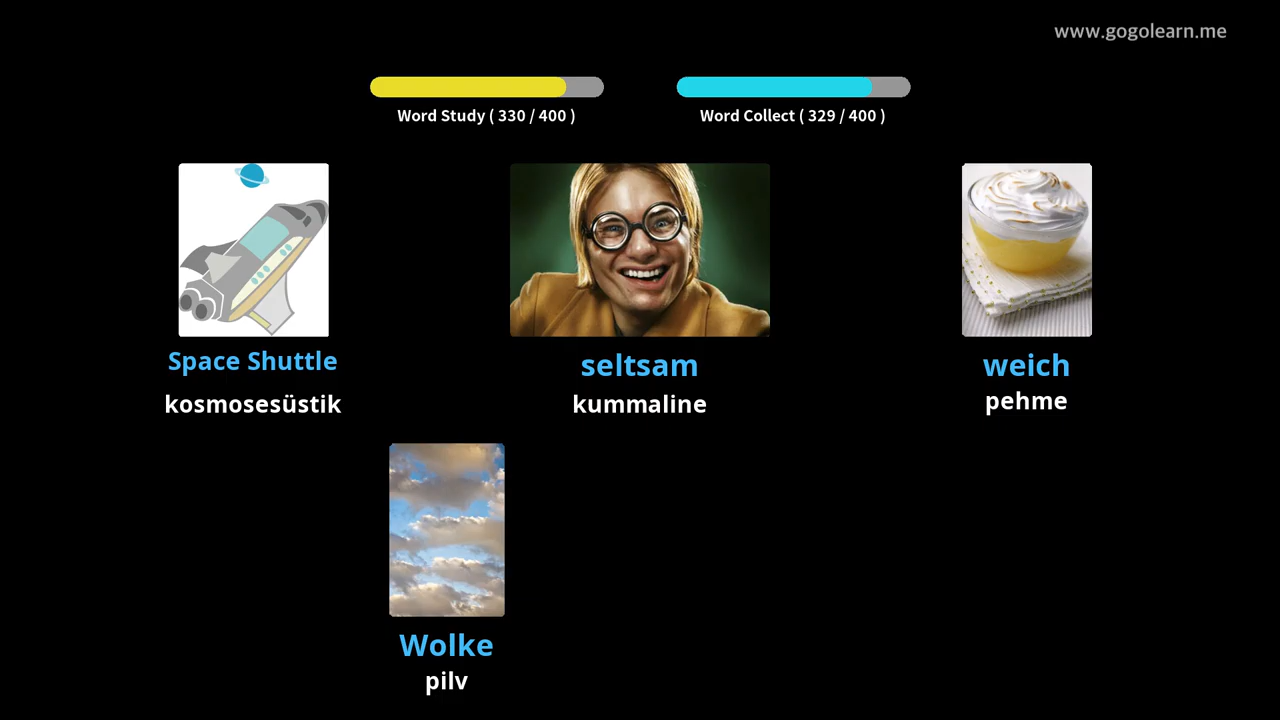 www.gogolearn.me
Word Study ( 330 / 400 )
Word Collect ( 329 / 400 )
Space Shuttle
kosmosesüstik
seltsam
kummaline
weich
pehme
Wolke
pilv